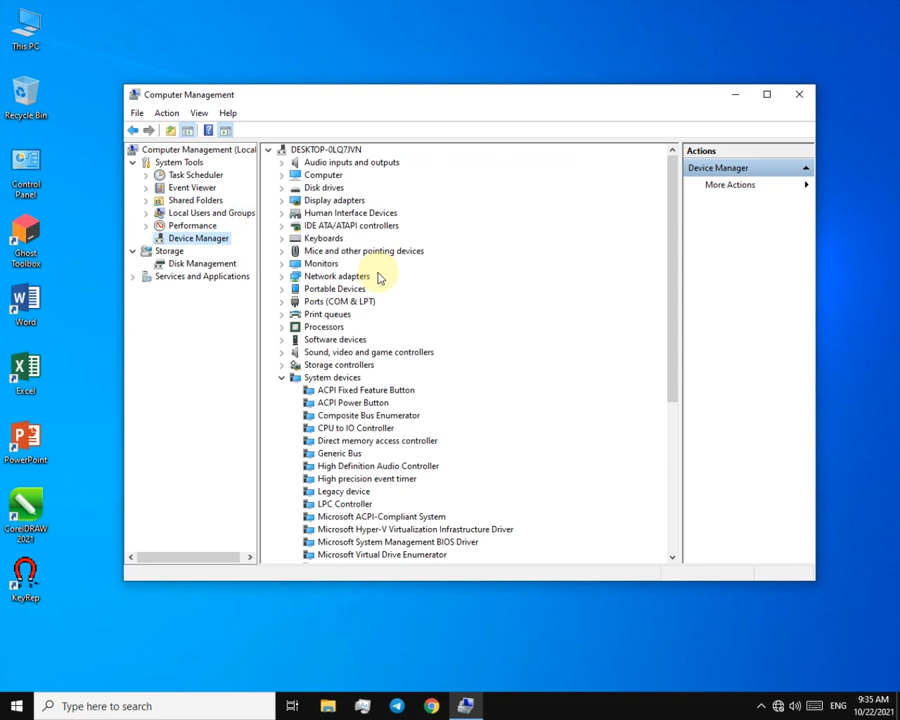 This PC
Recycle Bin
Control
Panel
Ghost
Toolbox
Word
Excel
PowerPoint
CorelDRAW
2021
KeyRep
Computer Management
File Action View Help
Computer Management (Local
System Tools
Task Scheduler
Event Viewer
Shared Folders
Local Users and Groups
Performance
Device Manager
Storage
Disk Management
Services and Applications
DESKTOP-0LQ7JVN
Audio inputs and outputs
Computer
Disk drives
Display adapters
Human Interface Devices
IDE ATA/ATAPI controllers
Keyboards
Mice and other pointing devices
Monitors
Network adapters
Portable Devices
Ports (COM & LPT)
Print queues
Processors
Software devices
Sound, video and game controllers
Storage controllers
System devices
ACPI Fixed Feature Button
ACPI Power Button
Composite Bus Enumerator
CPU to IO Controller
Direct memory access controller
Generic Bus
High Definition Audio Controller
High precision event timer
Legacy device
LPC Controller
Microsoft ACPI-Compliant System
Microsoft Hyper-V Virtualization Infrastructure Driver
Microsoft System Management BIOS Driver
Microsoft Virtual Drive Enumerator
Actions
Device Manager
More Actions
Type here to search
ENG
9:35 AM
10/22/2021